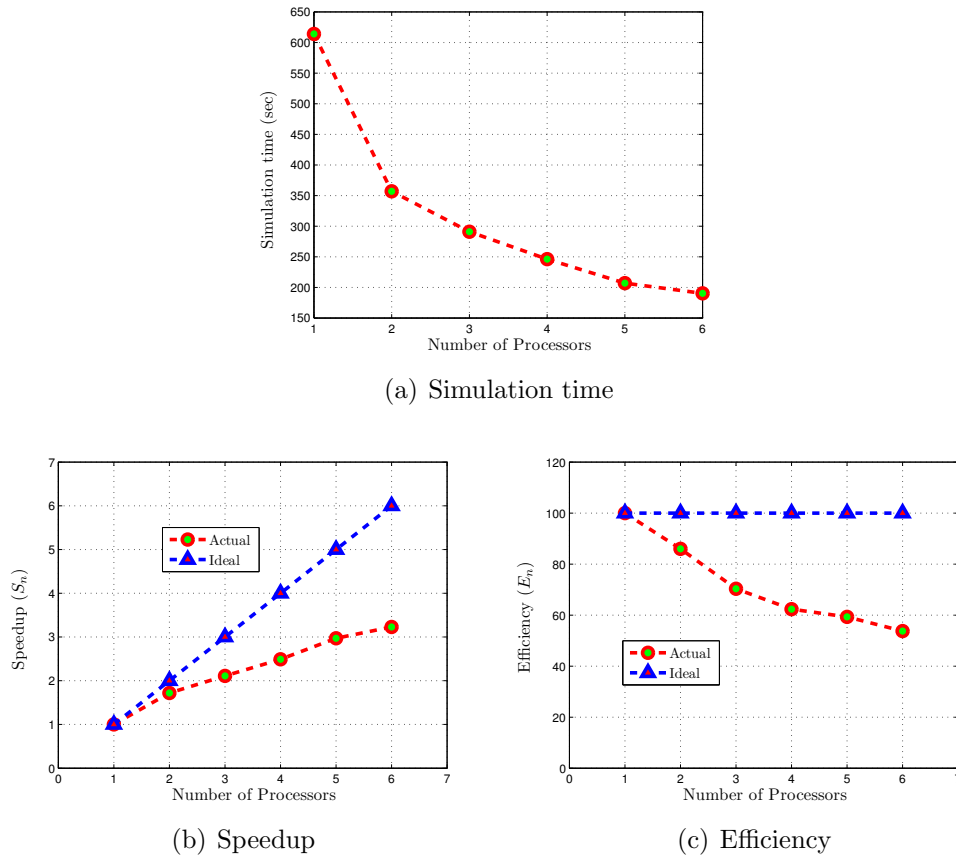 650
600
550
500
450
400
350
300
250
200
150
Simulation time (sec)
1 2 3 4 5 6
Number of Processors
(a) Simulation time
7
6
5
4
3
2
1
0
Speedup (Sn)
Actual
Ideal
0 1 2 3 4 5 6 7
Number of Processors
(b) Speedup
120
100
80
60
40
20
0
Efficiency (En)
Actual
Ideal
0 1 2 3 4 5 6 7
Number of Processors
(c) Efficiency